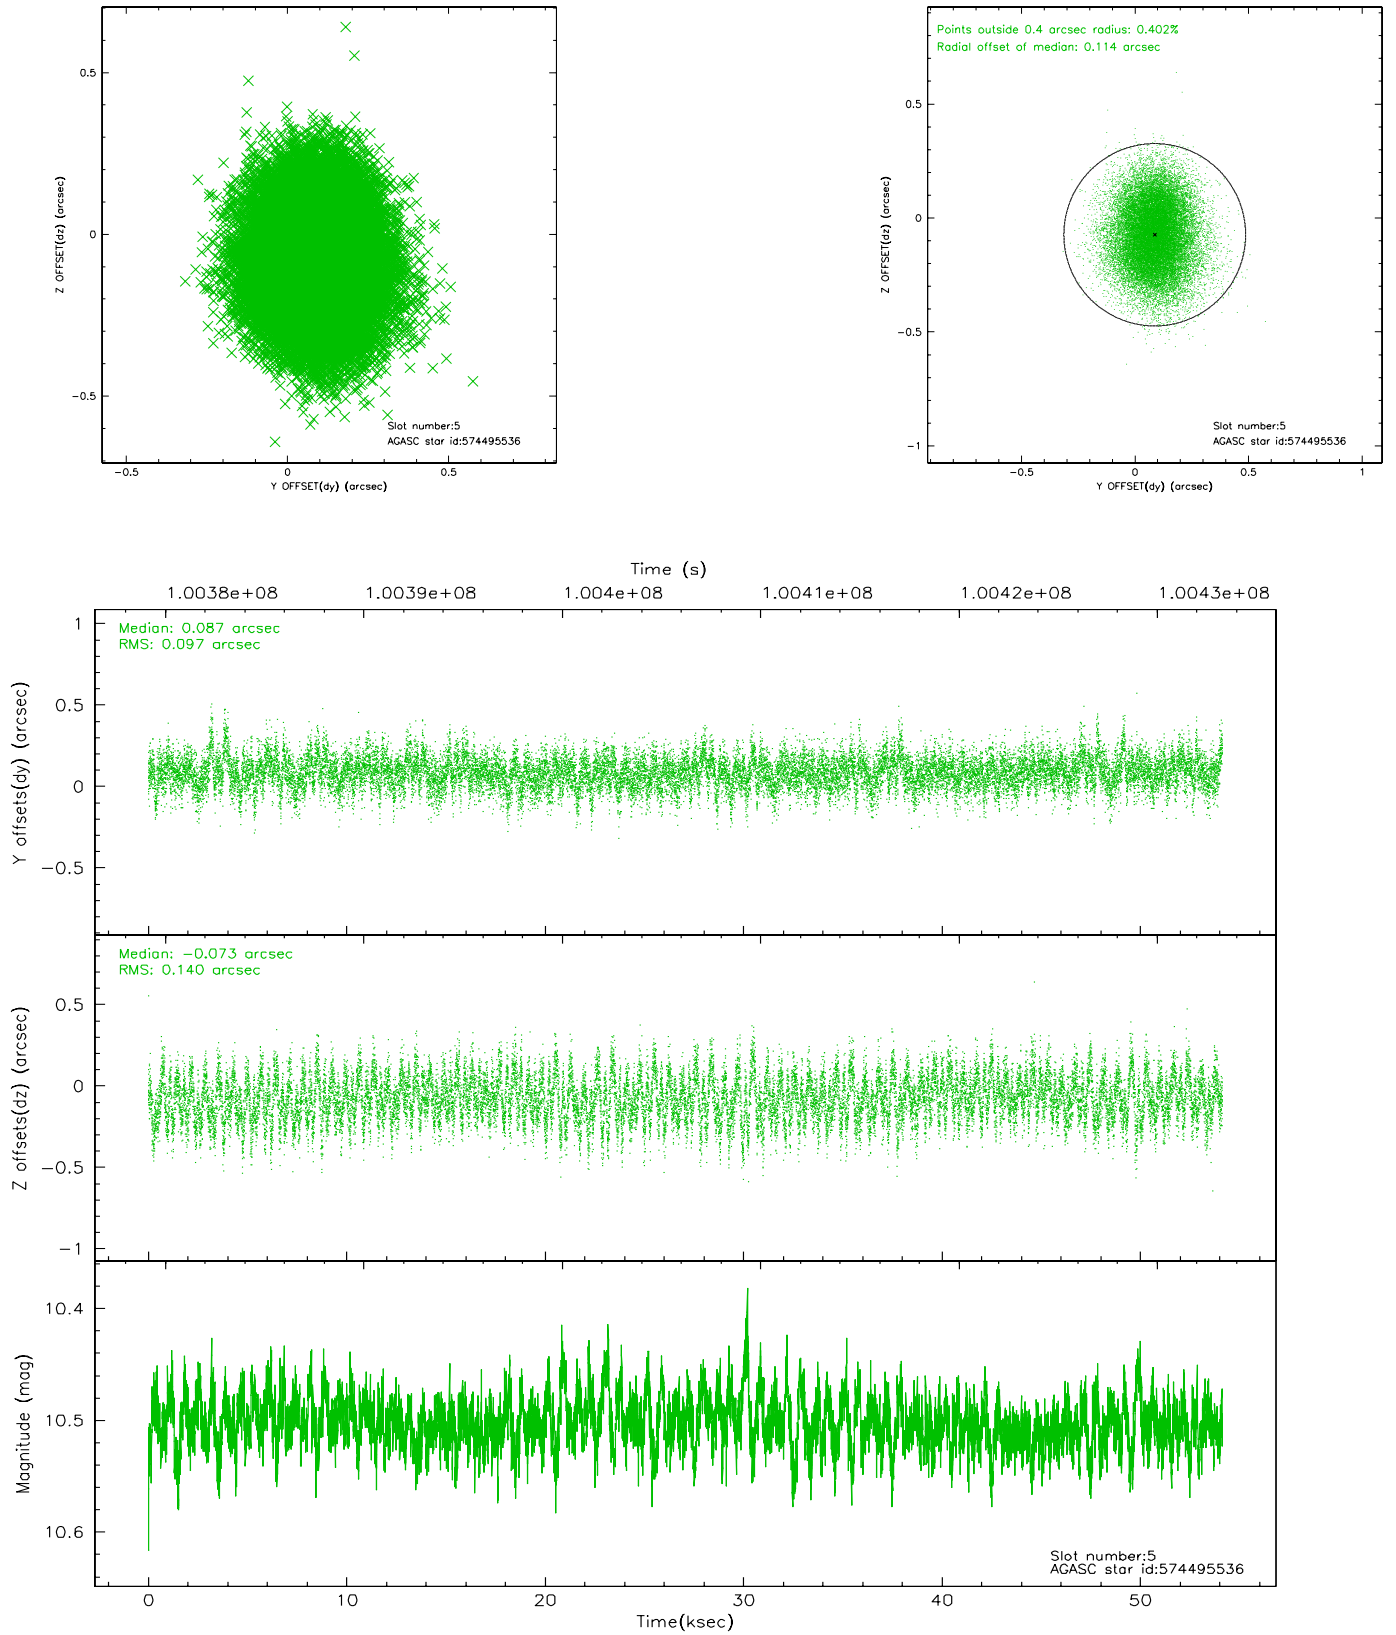 0.5
0
−0.5
Z OFFSET(dz) (arcsec)
Slot number:5
AGASC star id:574495536
−0.5 0 0.5
Y OFFSET(dy) (arcsec)
Points outside 0.4 arcsec radius: 0.402%
Radial offset of median: 0.114 arcsec
0.5
0
−0.5
−1
Z OFFSET(dz) (arcsec)
Slot number:5
AGASC star id:574495536
−0.5 0 0.5 1
Y OFFSET(dy) (arcsec)
Time (s)
1.0038e+08 1.0039e+08 1.004e+08 1.0041e+08 1.0042e+08 1.0043e+08
Median: 0.087 arcsec
RMS: 0.097 arcsec
1
0.5
0
−0.5
Y offsets(dy) (arcsec)
Median: −0.073 arcsec
RMS: 0.140 arcsec
0.5
0
−0.5
−1
Z offsets(dz) (arcsec)
10.4
10.5
10.6
Magnitude (mag)
Slot number:5
AGASC star id:574495536
0 10 20 30 40 50
Time(ksec)